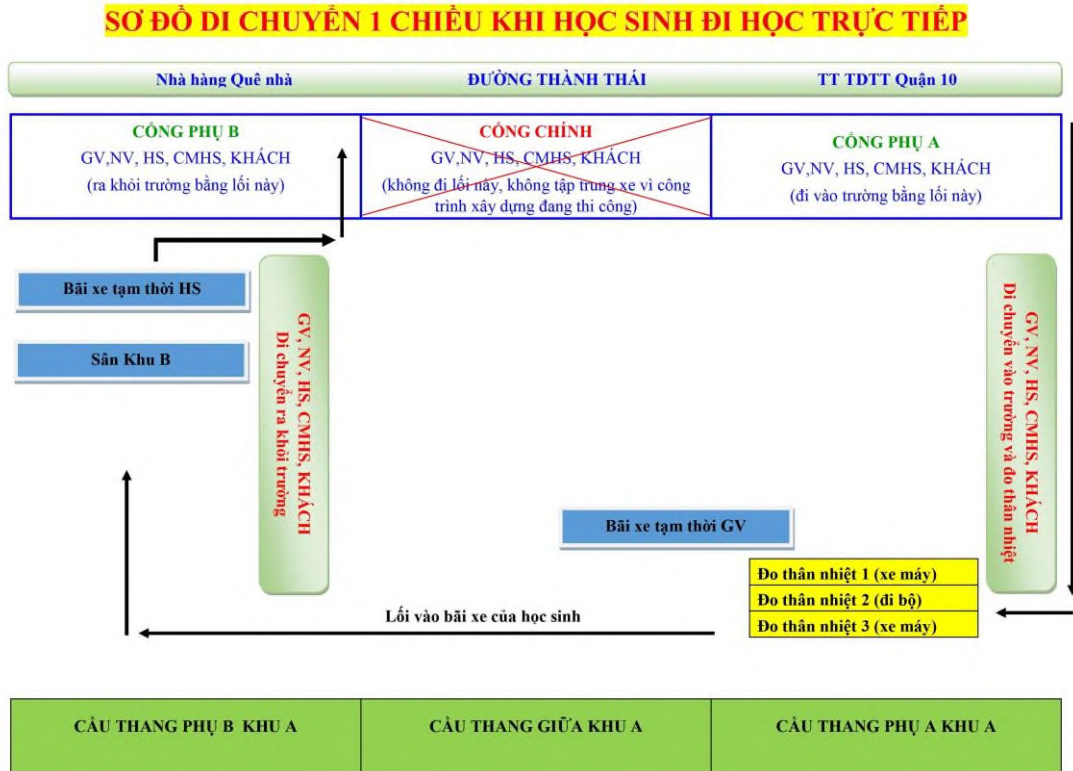 SƠ ĐỒ DI CHUYỂN 1 CHIỀU KHI HỌC SINH ĐI HỌC TRỰC TIẾP
Nhà hàng Quê nhà
ĐƯỜNG THÀNH THÁI
TT TDTT Quận 10
CỔNG PHỤ B
GV,NV, HS, CMHS, KHÁCH
(ra khỏi trường bằng lối này)
CỔNG CHÍNH
GV,NV, HS, CMHS, KHÁCH
(không đi lối này, không tập trung xe vì công
trình xây dựng đang thi công)
CỔNG PHỤ A
GV,NV, HS, CMHS, KHÁCH
(đi vào trường bằng lối này)
Bãi xe tạm thời HS
Sân Khu B
GV, NV, HS, CMHS, KHÁCH
Di chuyển ra khỏi trường
GV, NV, HS, CMHS, KHÁCH
Di chuyển vào trường và đo thân nhiệt
Bãi xe tạm thời GV
Đo thân nhiệt 1 (xe máy)
Đo thân nhiệt 2 (đi bộ)
Đo thân nhiệt 3 (xe máy)
Lối vào bãi xe của học sinh
CẦU THANG PHỤ B KHU A
CẦU THANG GIỮA KHU A
CẦU THANG PHỤ A KHU A